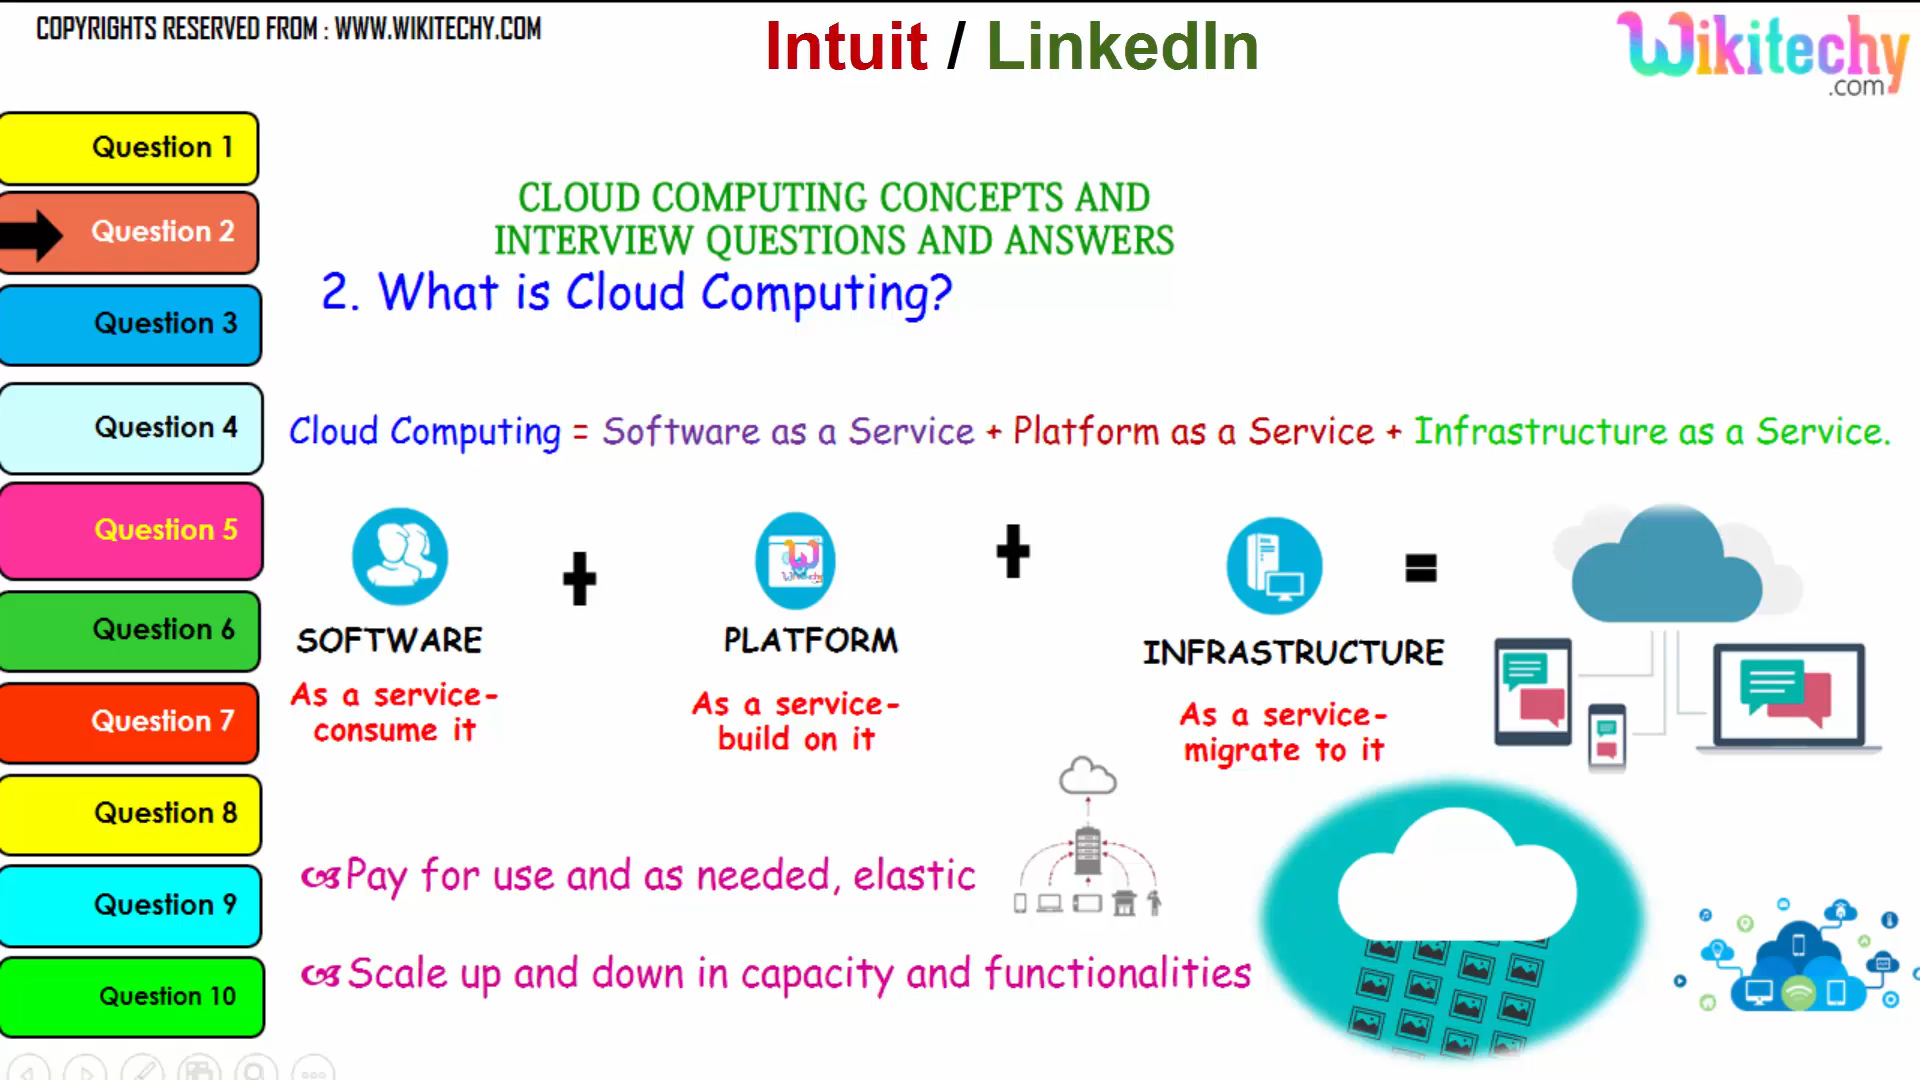 COPYRIGHTS RESERVED FROM : WWW.WIKITECHY.COM
Intuit / LinkedIn
Wikitechy
.com
Question 1
Question 2
Question 3
Question 4
Question 5
Question 6
Question 7
Question 8
Question 9
Question 10
CLOUD COMPUTING CONCEPTS AND
INTERVIEW QUESTIONS AND ANSWERS
2. What is Cloud Computing?
Cloud Computing = Software as a Service + Platform as a Service + Infrastructure as a Service.
+
+
=
SOFTWARE
As a service-
consume it
PLATFORM
As a service-
build on it
INFRASTRUCTURE
As a service-
migrate to it
Pay for use and as needed, elastic
Scale up and down in capacity and functionalities